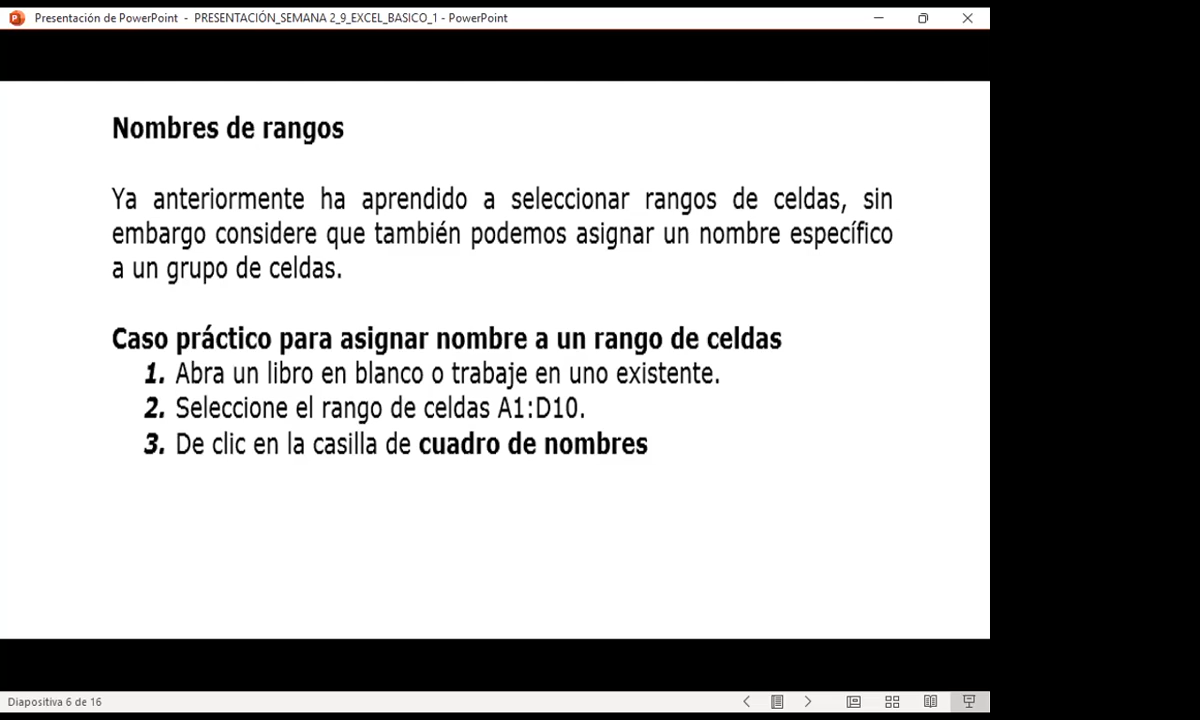 Presentación de PowerPoint - PRESENTACIÓN_SEMANA 2_9_EXCEL_BASICO_1 - PowerPoint
Nombres de rangos
Ya anteriormente ha aprendido a seleccionar rangos de celdas, sin
embargo considere que también podemos asignar un nombre específico
a un grupo de celdas.
Caso práctico para asignar nombre a un rango de celdas
1. Abra un libro en blanco o trabaje en uno existente.
2. Seleccione el rango de celdas A1:D10.
3. De clic en la casilla de cuadro de nombres
Diapositiva 6 de 16